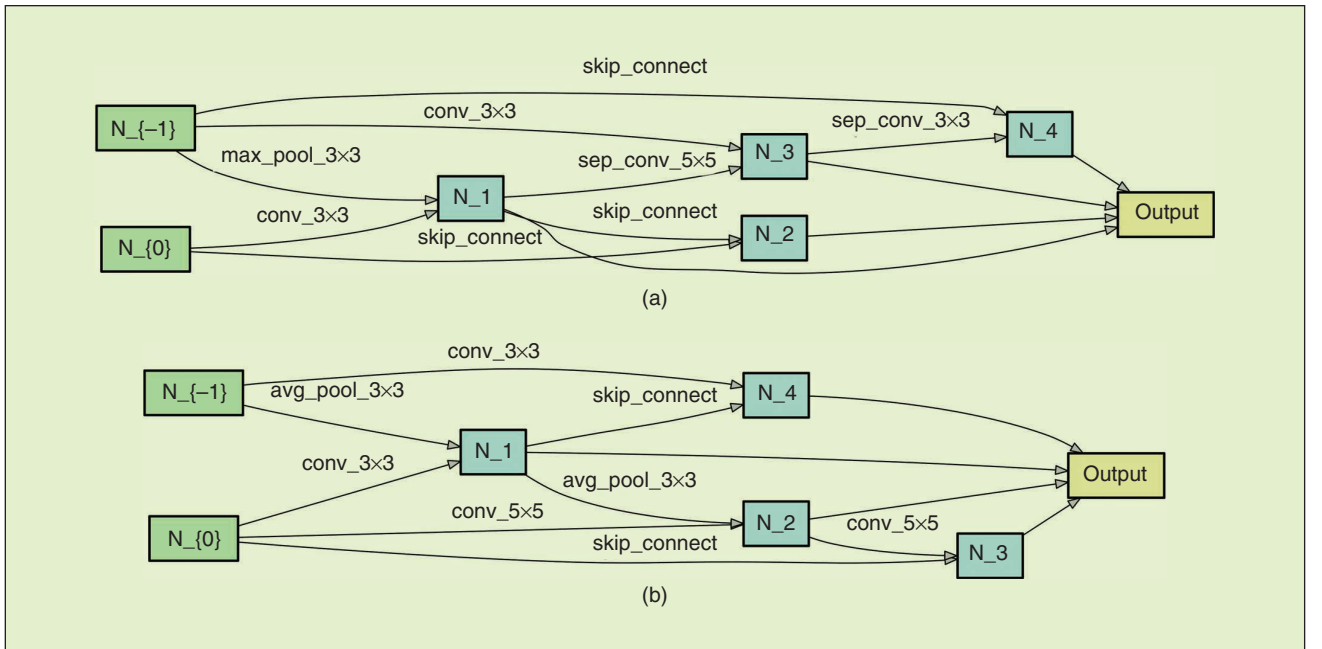 skip_connect
N_{–1}
conv_3×3
sep_conv_3×3
N_4
max_pool_3×3
sep_conv_5×5
N_3
N_1
conv_3×3
skip_connect
Output
N_{0}
skip_connect
N_2
(a)
conv_3×3
N_{–1}
avg_pool_3×3
skip_connect
N_4
N_1
conv_3×3
avg_pool_3×3
Output
conv_5×5
N_2
conv_5×5
N_{0}
skip_connect
N_3
(b)